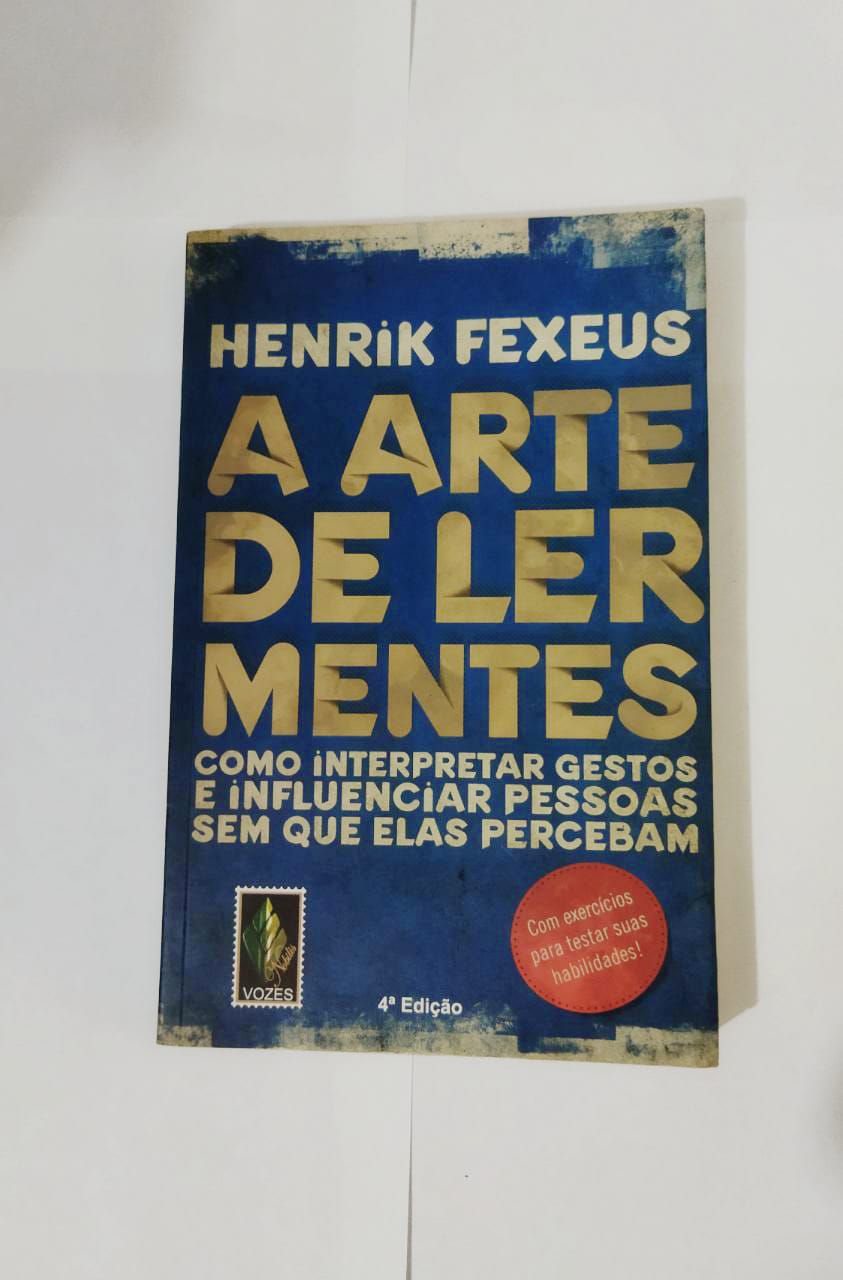 HENRIK FEXEUS
A ARTE
DE LER
MENTES
COMO INTERPRETAR GESTOS
E INFLUENCIAR PESSOAS
SEM QUE ELAS PERCEBAM
Com exercícios
para testar suas
habilidades!
Nobilis
VOZES
4ª Edição